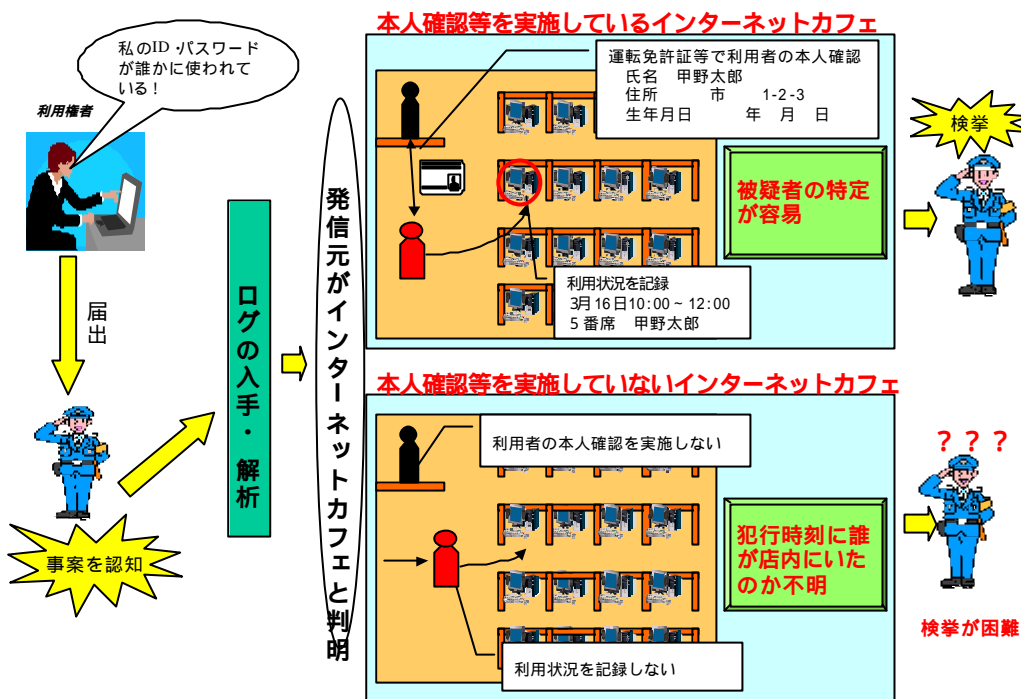 私のID・パスワード
が誰かに使われて
いる！
利用権者
届出
事案を認知
ログの入手・解析
発信元がインターネットカフェと判明
本人確認等を実施しているインターネットカフェ
運転免許証等で利用者の本人確認
氏名　甲野太郎
住所　　　市　　1-2-3
生年月日　　　年　月　日
利用状況を記録
3月16日10:00～12:00
5番席　甲野太郎
被疑者の特定
が容易
検挙
本人確認等を実施していないインターネットカフェ
利用者の本人確認を実施しない
利用状況を記録しない
犯行時刻に誰
が店内にいた
のか不明
？？？
検挙が困難